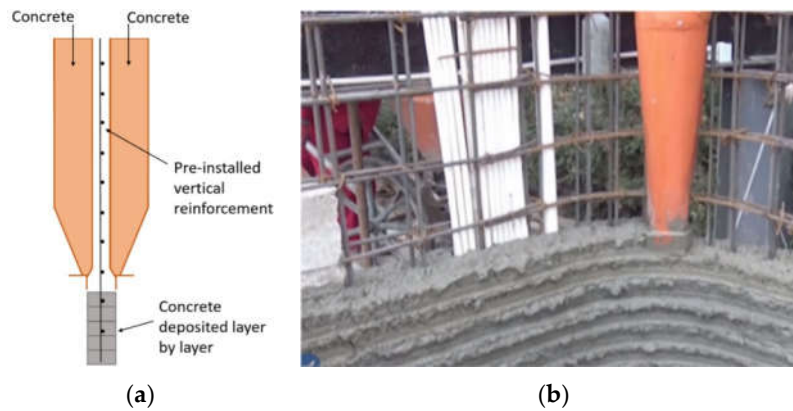 Concrete
Concrete
Pre-installed
vertical
reinforcement
Concrete
deposited layer
by layer
(a)
(b)